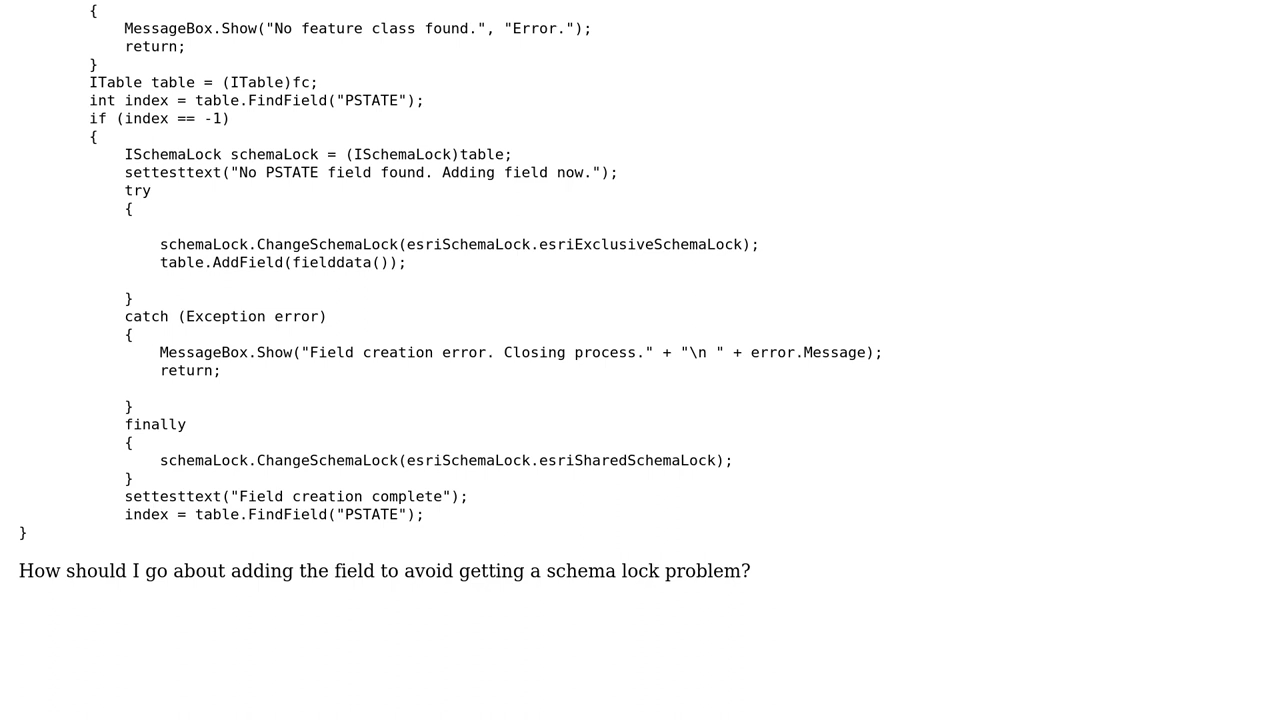 {
MessageBox.Show("No feature class found.", "Error.");
return;
}
ITable table = (ITable)fc;
int index = table.FindField("PSTATE");
if (index == -1)
{
ISchemaLock schemaLock = (ISchemaLock)table;
settesttext("No PSTATE field found. Adding field now.");
try
{
schemaLock.ChangeSchemaLock(esriSchemaLock.esriExclusiveSchemaLock);
table.AddField(fielddata());
}
catch (Exception error)
{
MessageBox.Show("Field creation error. Closing process." + "\n " + error.Message);
return;
}
finally
{
schemaLock.ChangeSchemaLock(esriSchemaLock.esriSharedSchemaLock);
}
settesttext("Field creation complete");
index = table.FindField("PSTATE");
}
How should I go about adding the field to avoid getting a schema lock problem?